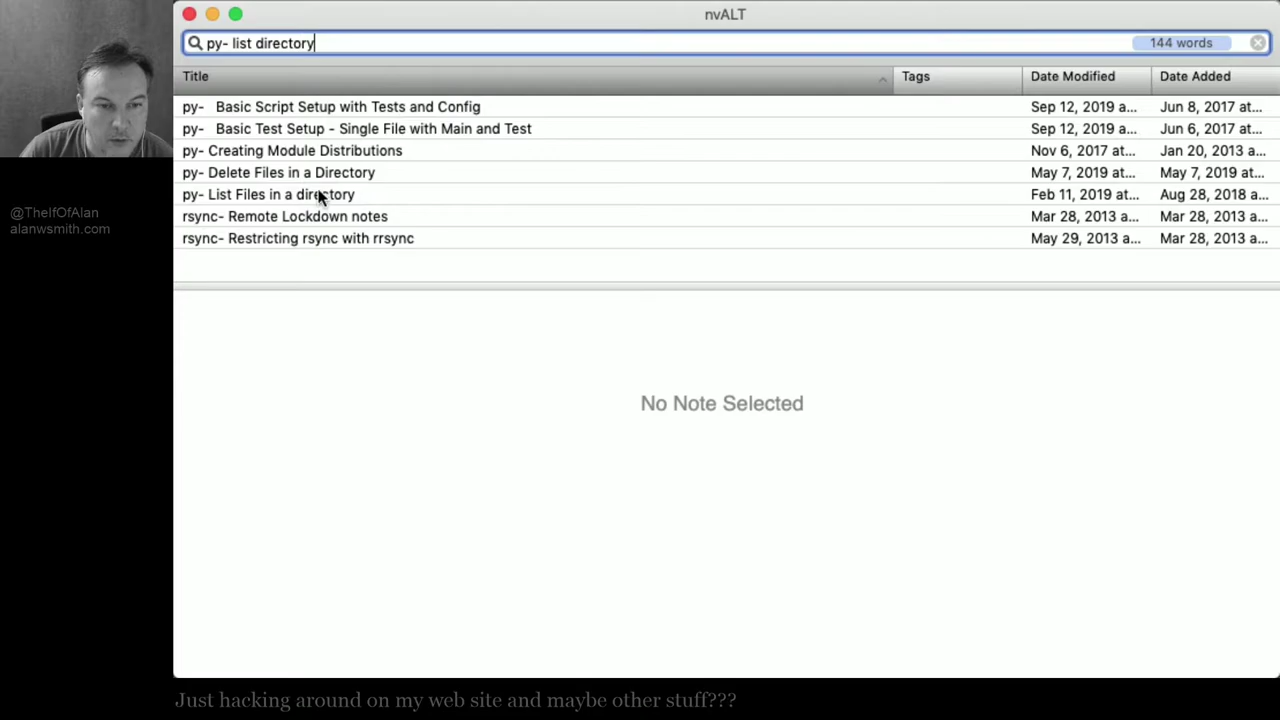 nvALT
py- list directory
144 words
Title Tags Date Modified Date Added
py- Basic Script Setup with Tests and Config Sep 12, 2019 a... Jun 8, 2017 at...
py- Basic Test Setup - Single File with Main and Test Sep 12, 2019 a... Jun 6, 2017 at...
py- Creating Module Distributions Nov 6, 2017 at... Jan 20, 2013 a...
py- Delete Files in a Directory May 7, 2019 at... May 7, 2019 at...
py- List Files in a directory Feb 11, 2019 at... Aug 28, 2018 a...
rsync- Remote Lockdown notes Mar 28, 2013 a... Mar 28, 2013 a...
rsync- Restricting rsync with rrsync May 29, 2013 a... Mar 28, 2013 a...
@TheIfOfAlan
alanwsmith.com
No Note Selected
Just hacking around on my web site and maybe other stuff???